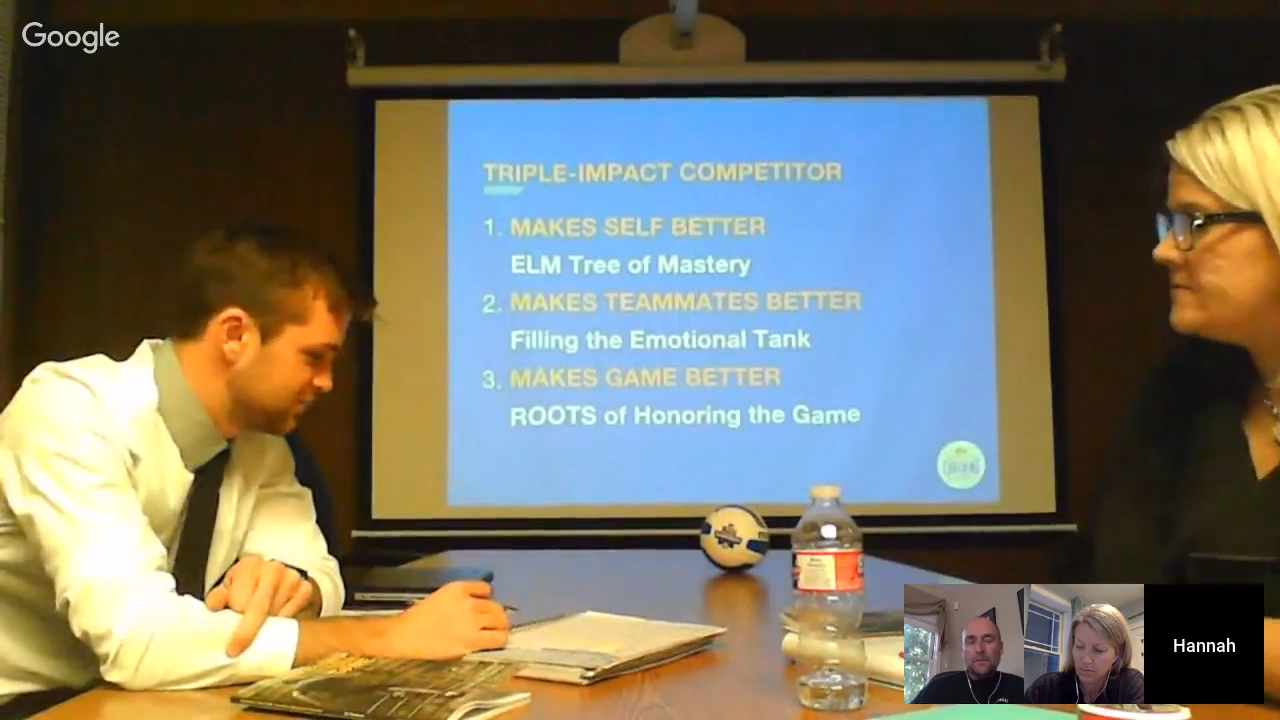 Google
TRIPLE-IMPACT COMPETITOR
1. MAKES SELF BETTER
ELM Tree of Mastery
2. MAKES TEAMMATES BETTER
Filling the Emotional Tank
3. MAKES GAME BETTER
ROOTS of Honoring the Game
Hannah